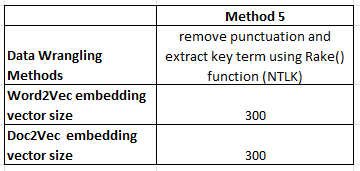 Method 5
Data Wrangling
Methods
remove punctuation and
extract key term using Rake()
function (NTLK)
Word2Vec embedding
vector size
300
Doc2Vec  embedding
vector size
300